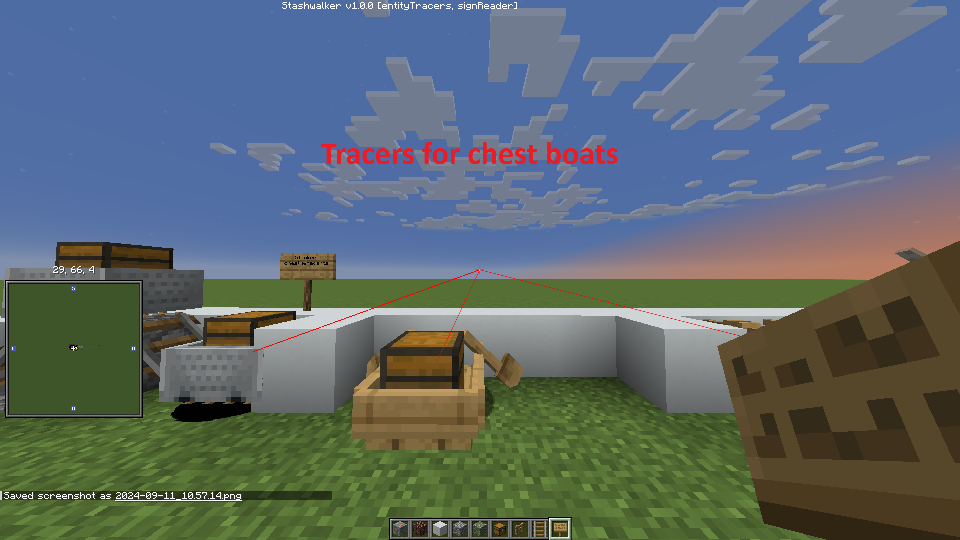 Stashwalker v1.0.0 [entityTracers, signReader]
Tracers for chest boats
29, 66, 4
Saved screenshot as 2024-09-11_10.57.14.png